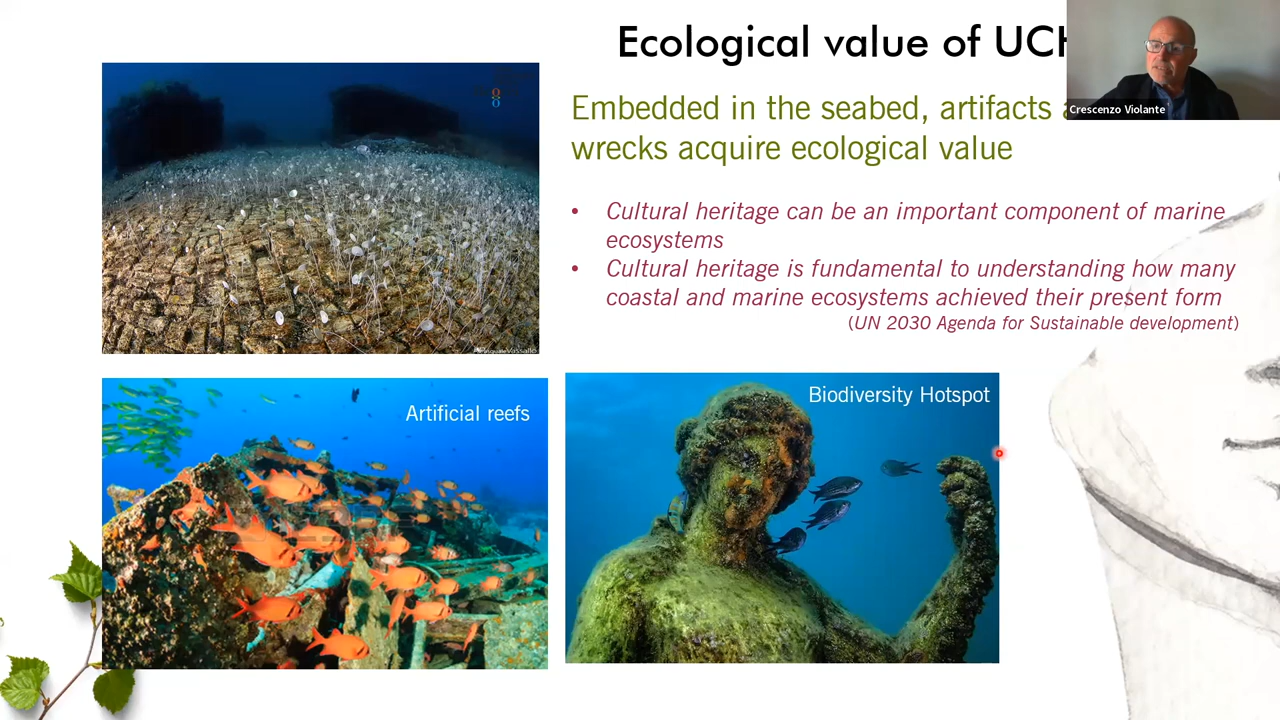 Ecological value of UCH
Crescenzo Violante
Embedded in the seabed, artifacts a
wrecks acquire ecological value
• Cultural heritage can be an important component of marine
ecosystems
• Cultural heritage is fundamental to understanding how many
coastal and marine ecosystems achieved their present form
(UN 2030 Agenda for Sustainable development)
PasqualeVassallo
Artificial reefs
Biodiversity Hotspot